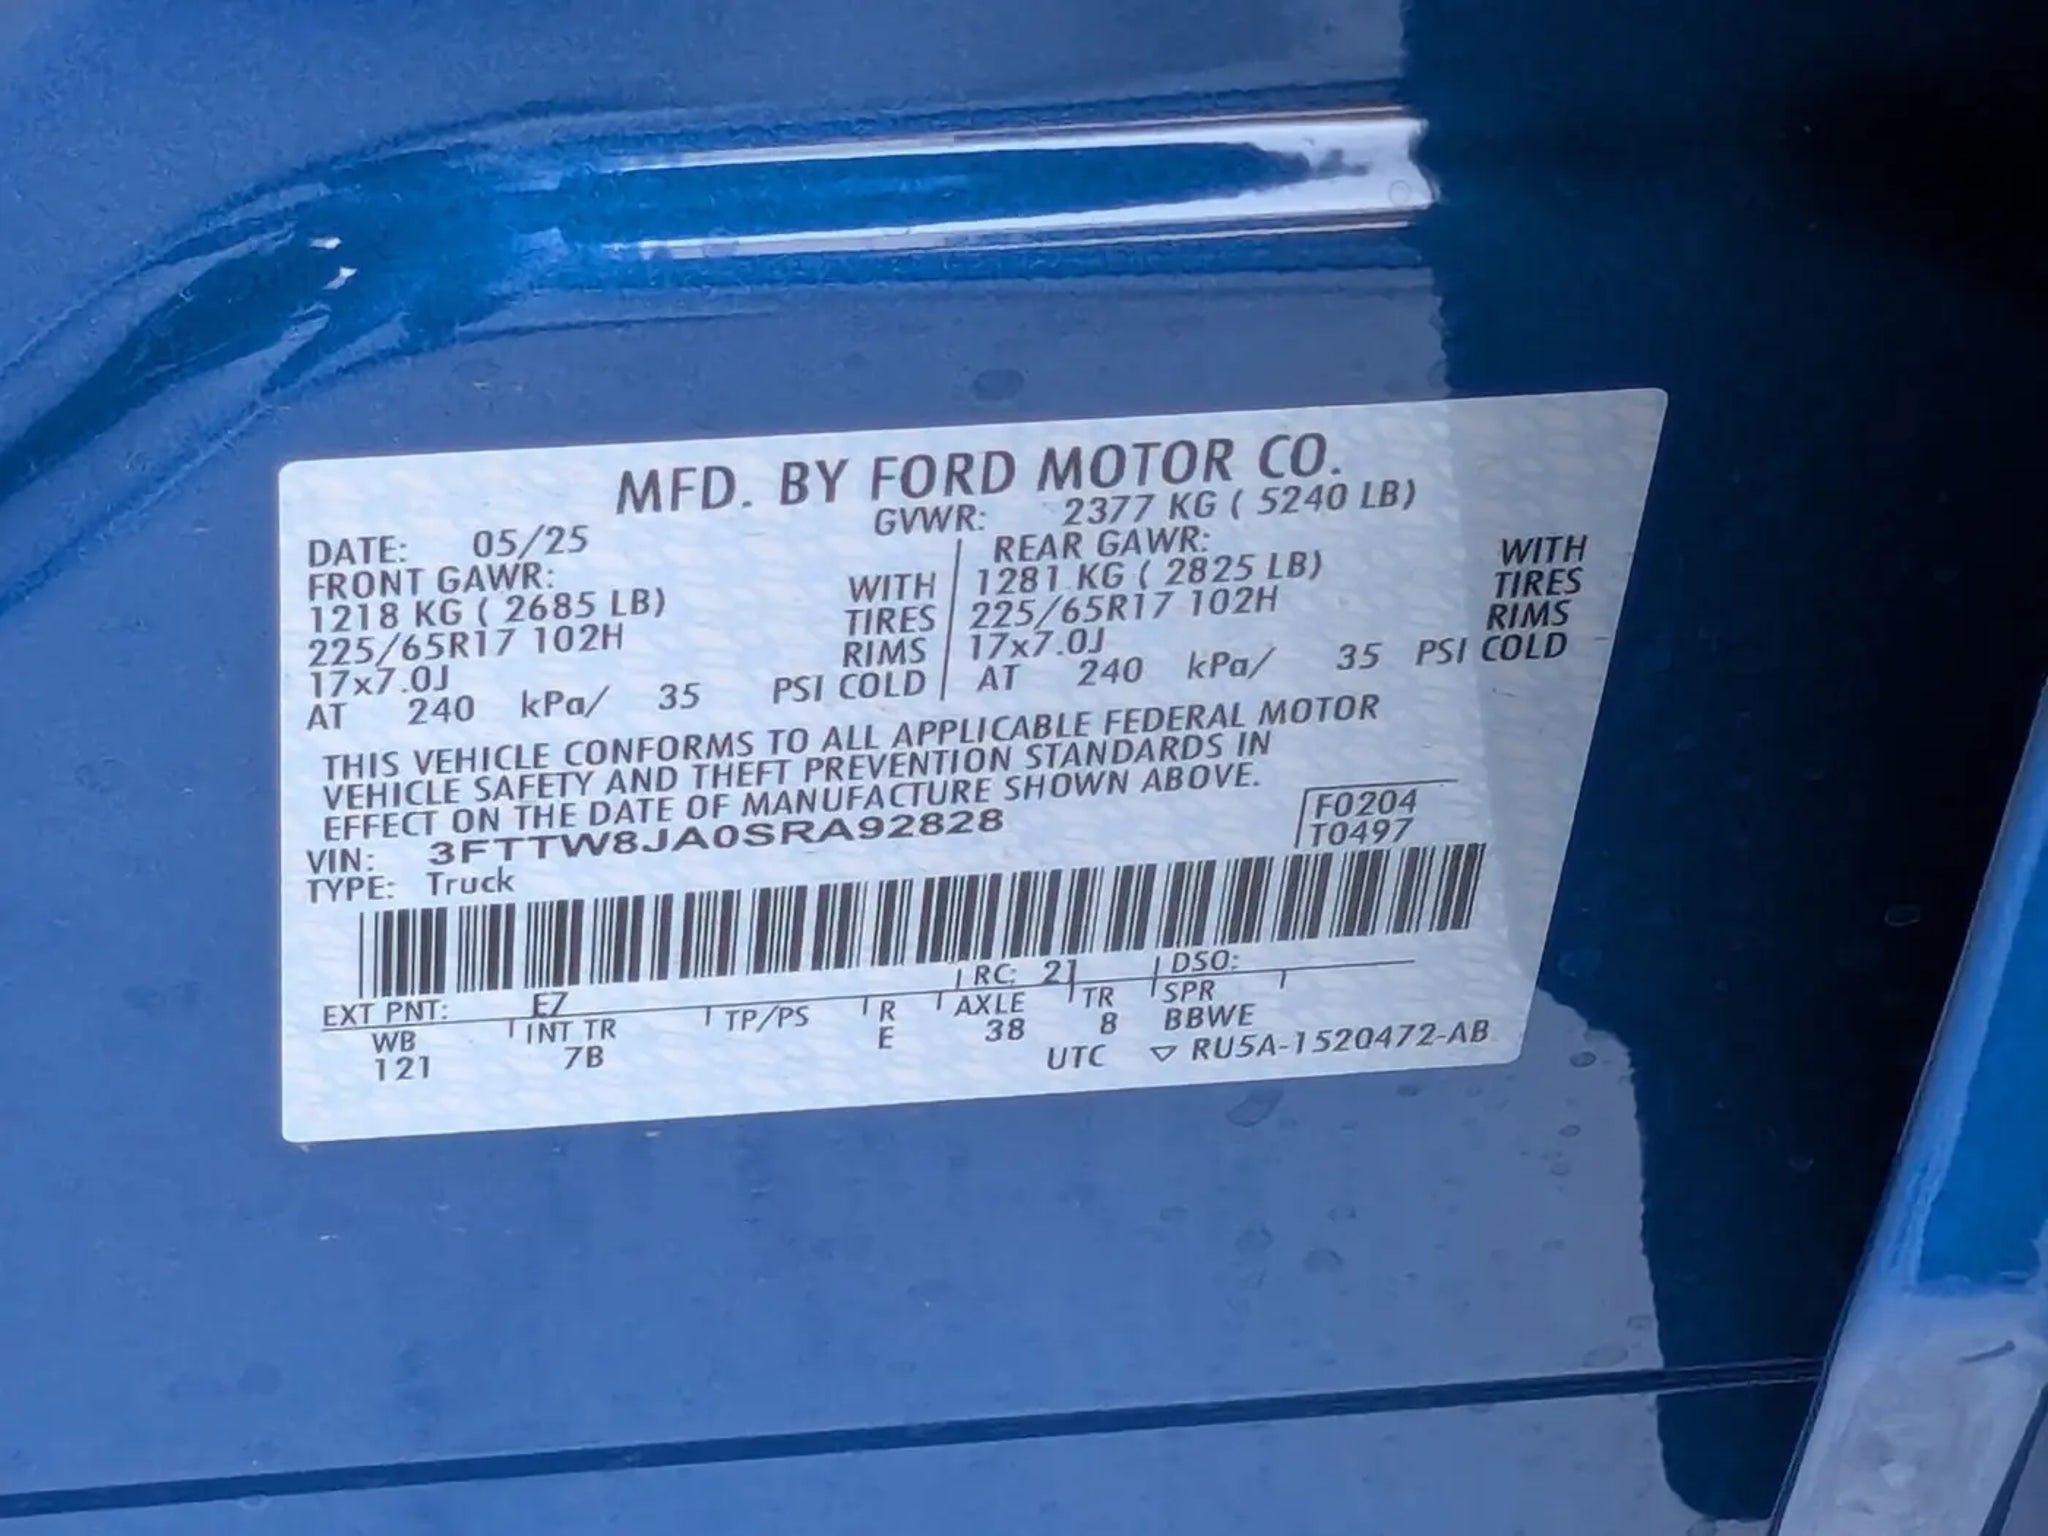 MFD. BY FORD MOTOR CO.
DATE: 05/25 GVWR: 2377 KG ( 5240 LB)
FRONT GAWR: REAR GAWR:
1218 KG ( 2685 LB) WITH 1281 KG ( 2825 LB) WITH
225/65R17 102H TIRES 225/65R17 102H TIRES
17x7.0J RIMS 17x7.0J RIMS
AT 240 kPa/ 35 PSI COLD AT 240 kPa/ 35 PSI COLD
THIS VEHICLE CONFORMS TO ALL APPLICABLE FEDERAL MOTOR
VEHICLE SAFETY AND THEFT PREVENTION STANDARDS IN
EFFECT ON THE DATE OF MANUFACTURE SHOWN ABOVE.
VIN: 3FTTW8JA0SRA92828 F0204
TYPE: Truck T0497
EXT PNT: EZ RC: 21 DSO:
WB INT TR TP/PS R AXLE TR SPR
121 7B E 38 8 BBWE
UTC ▽ RU5A-1520472-AB